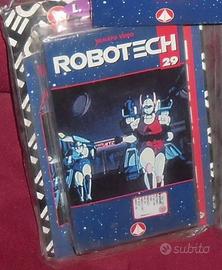 L.
ROBOTECH
29
subito